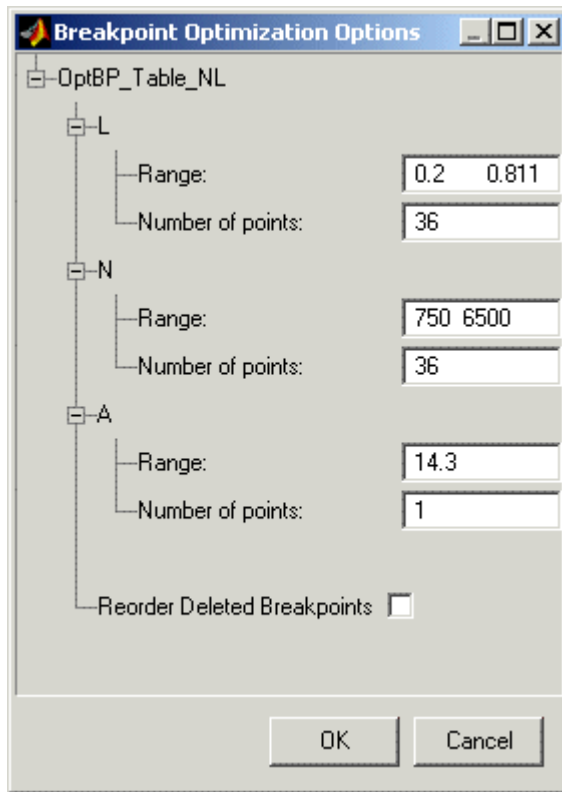 Breakpoint Optimization Options
OptBP_Table_NL
L
Range: 0.2 0.811
Number of points: 36
N
Range: 750 6500
Number of points: 36
A
Range: 14.3
Number of points: 1
Reorder Deleted Breakpoints
OK Cancel